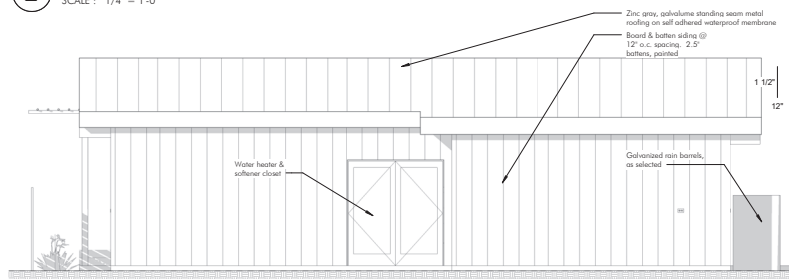 SCALE : 1/4" = 1'-0"
Zinc gray, galvalume standing seam metal
roofing on self adhered waterproof membrane
Board & batten siding @
12" o.c. spacing. 2.5"
battens, painted
1 1/2"
12"
Water heater &
softener closet
Galvanized rain barrels,
as selected